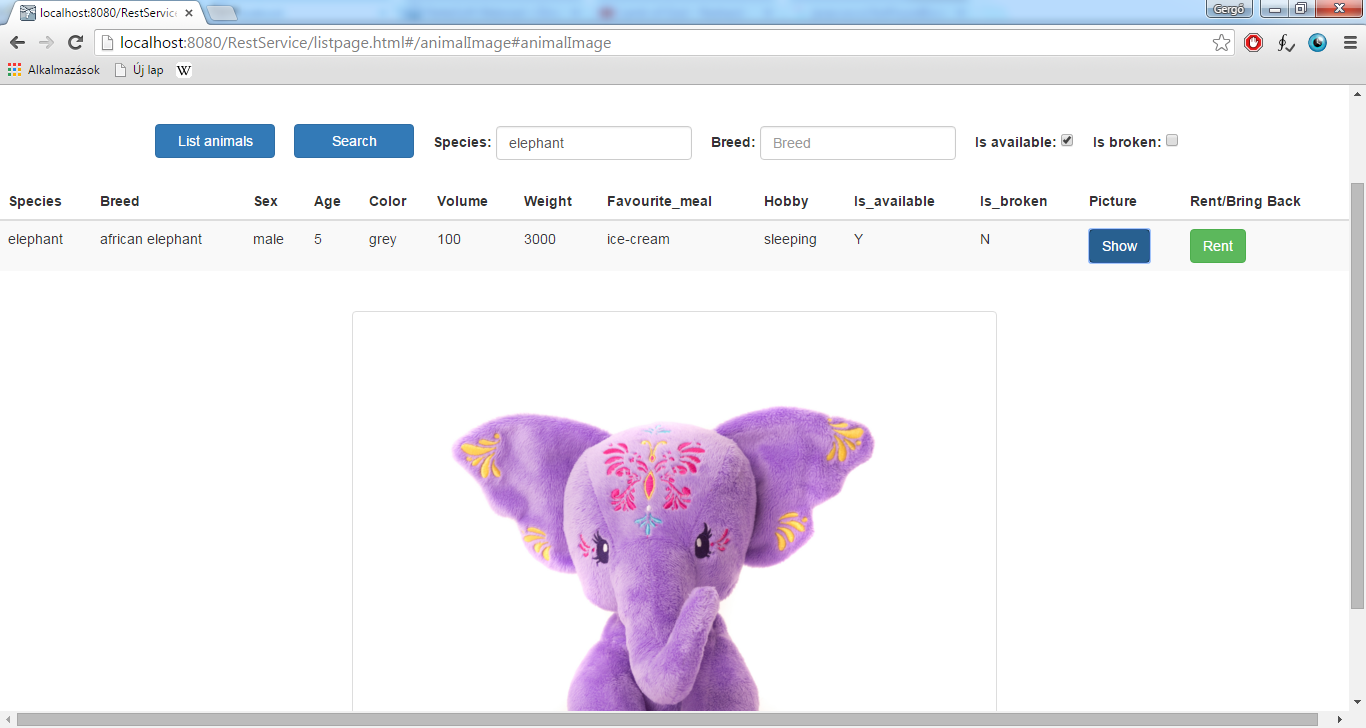 localhost:8080/RestService
Gergő
localhost:8080/RestService/listpage.html#/animalImage#animalImage
Alkalmazások Új lap W
List animals Search Species: elephant Breed: Breed Is available: Is broken:
Species Breed Sex Age Color Volume Weight Favourite_meal Hobby Is_available Is_broken Picture Rent/Bring Back
elephant african elephant male 5 grey 100 3000 ice-cream sleeping Y N Show Rent